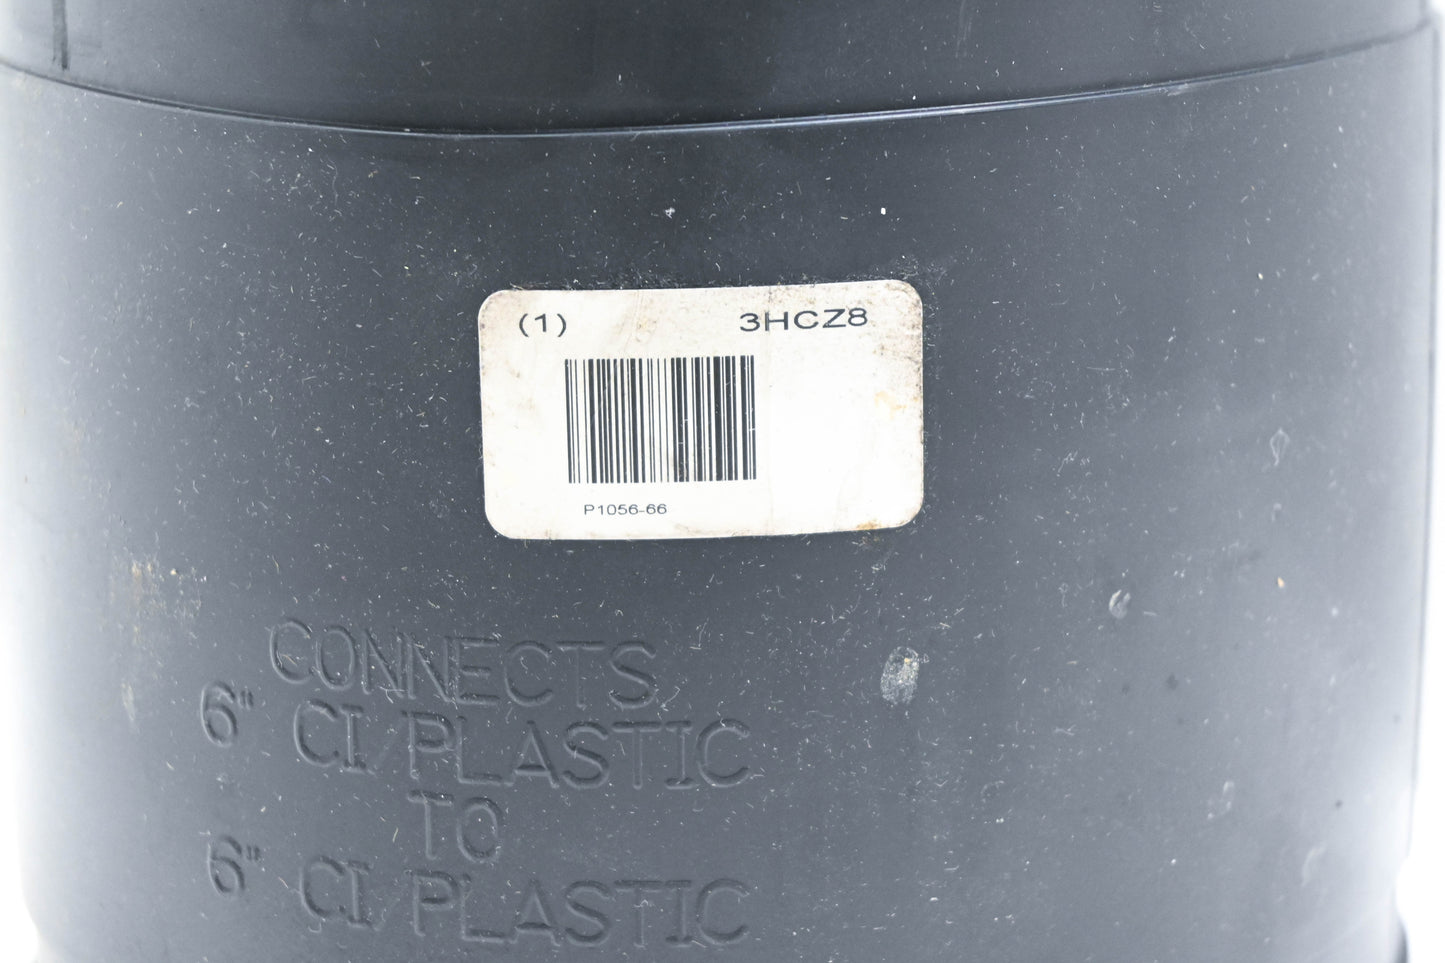 (1) 3HCZ8
P1056-66
CONNECTS
6" CI/PLASTIC
TO
6" CI/PLASTIC